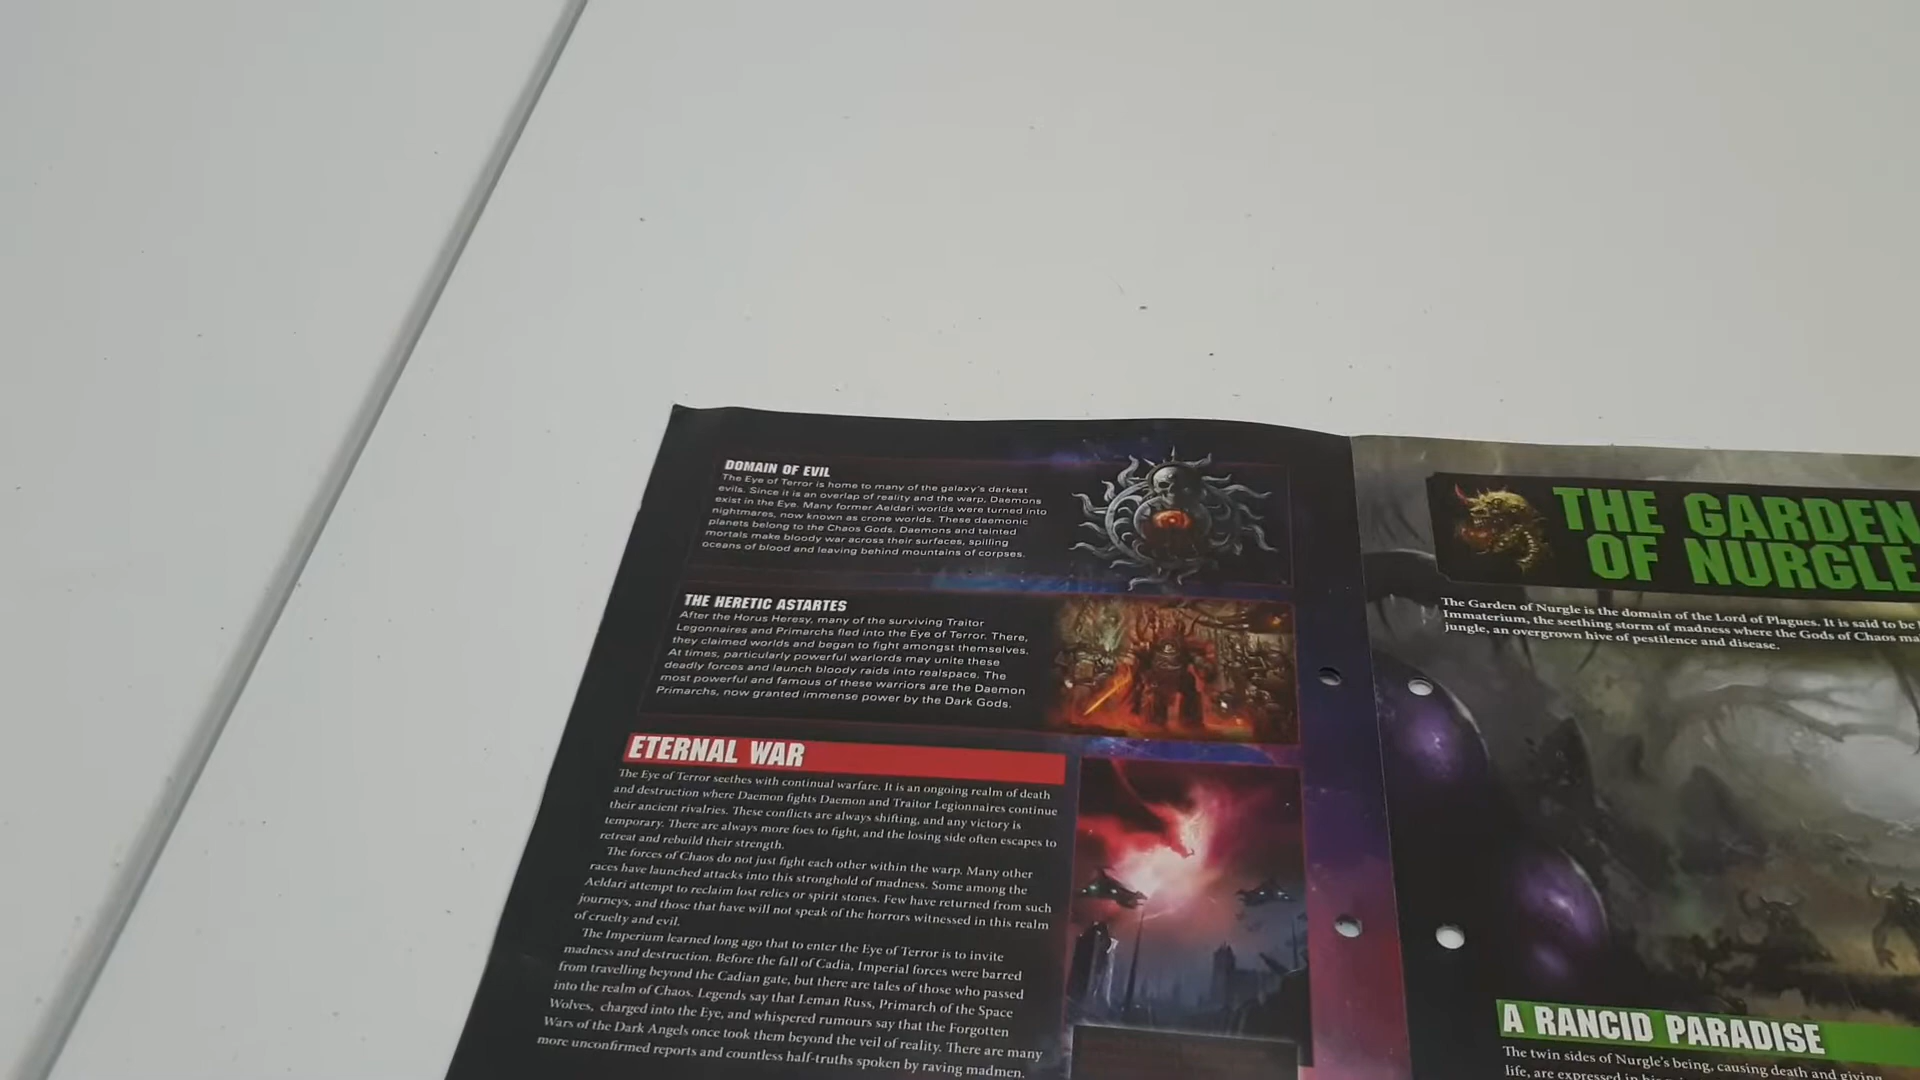 DOMAIN OF EVIL
The Eye of Terror is home to many of the galaxy's darkest
evils. Since it is an overlap of reality and the warp, Daemons
exist in the Eye. Many former Aeldari worlds were turned into
nightmares, now known as crone worlds. These daemonic
planets belong to the Chaos Gods. Daemons and tainted
mortals make bloody war across their surfaces, spilling
oceans of blood and leaving behind mountains of corpses.
THE HERETIC ASTARTES
After the Horus Heresy, many of the surviving Traitor
Legonnaires and Primarchs fled into the Eye of Terror. There,
they claimed worlds and began to fight amongst themselves.
At times, particularly powerful warlords may unite these
deadly forces and launch bloody raids into realspace. The
most powerful and famous of these warriors are the Daemon
Primarchs, now granted immense power by the Dark Gods.
ETERNAL WAR
The Eye of Terror seethes with continual warfare. It is an ongoing realm of death
and destruction where Daemon fights Daemon and Traitor Legionnaires continue
their ancient rivalries. These conflicts are always shifting, and any victory is
temporary. There are always more foes to fight, and the losing side often escapes to
retreat and rebuild their strength.
The forces of Chaos do not just fight each other within the warp. Many other
races have launched attacks into this stronghold of madness. Some among the
Aeldari attempt to reclaim lost relics or spirit stones. Few have returned from such
journeys, and those that have will not speak of the horrors witnessed in this realm
of cruelty and evil.
The Imperium learned long ago that to enter the Eye of Terror is to invite
madness and destruction. Before the fall of Cadia, Imperial forces were barred
from travelling beyond the Cadian gate, but there are tales of those who passed
into the realm of Chaos. Legends say that Leman Russ, Primarch of the Space
Wolves, charged into the Eye, and whispered rumours say that the Forgotten
Wars of the Dark Angels once took them beyond the veil of reality. There are many
more unconfirmed reports and countless half-truths spoken by raving madmen.
THE GARDEN
OF NURGLE
The Garden of Nurgle is the domain of the Lord of Plagues. It is said to be
Immaterium, the seething storm of madness where the Gods of Chaos
jungle, an overgrown hive of pestilence and disease.
A RANCID PARADISE
The twin sides of Nurgle's being, causing death and giving
life, are expressed in